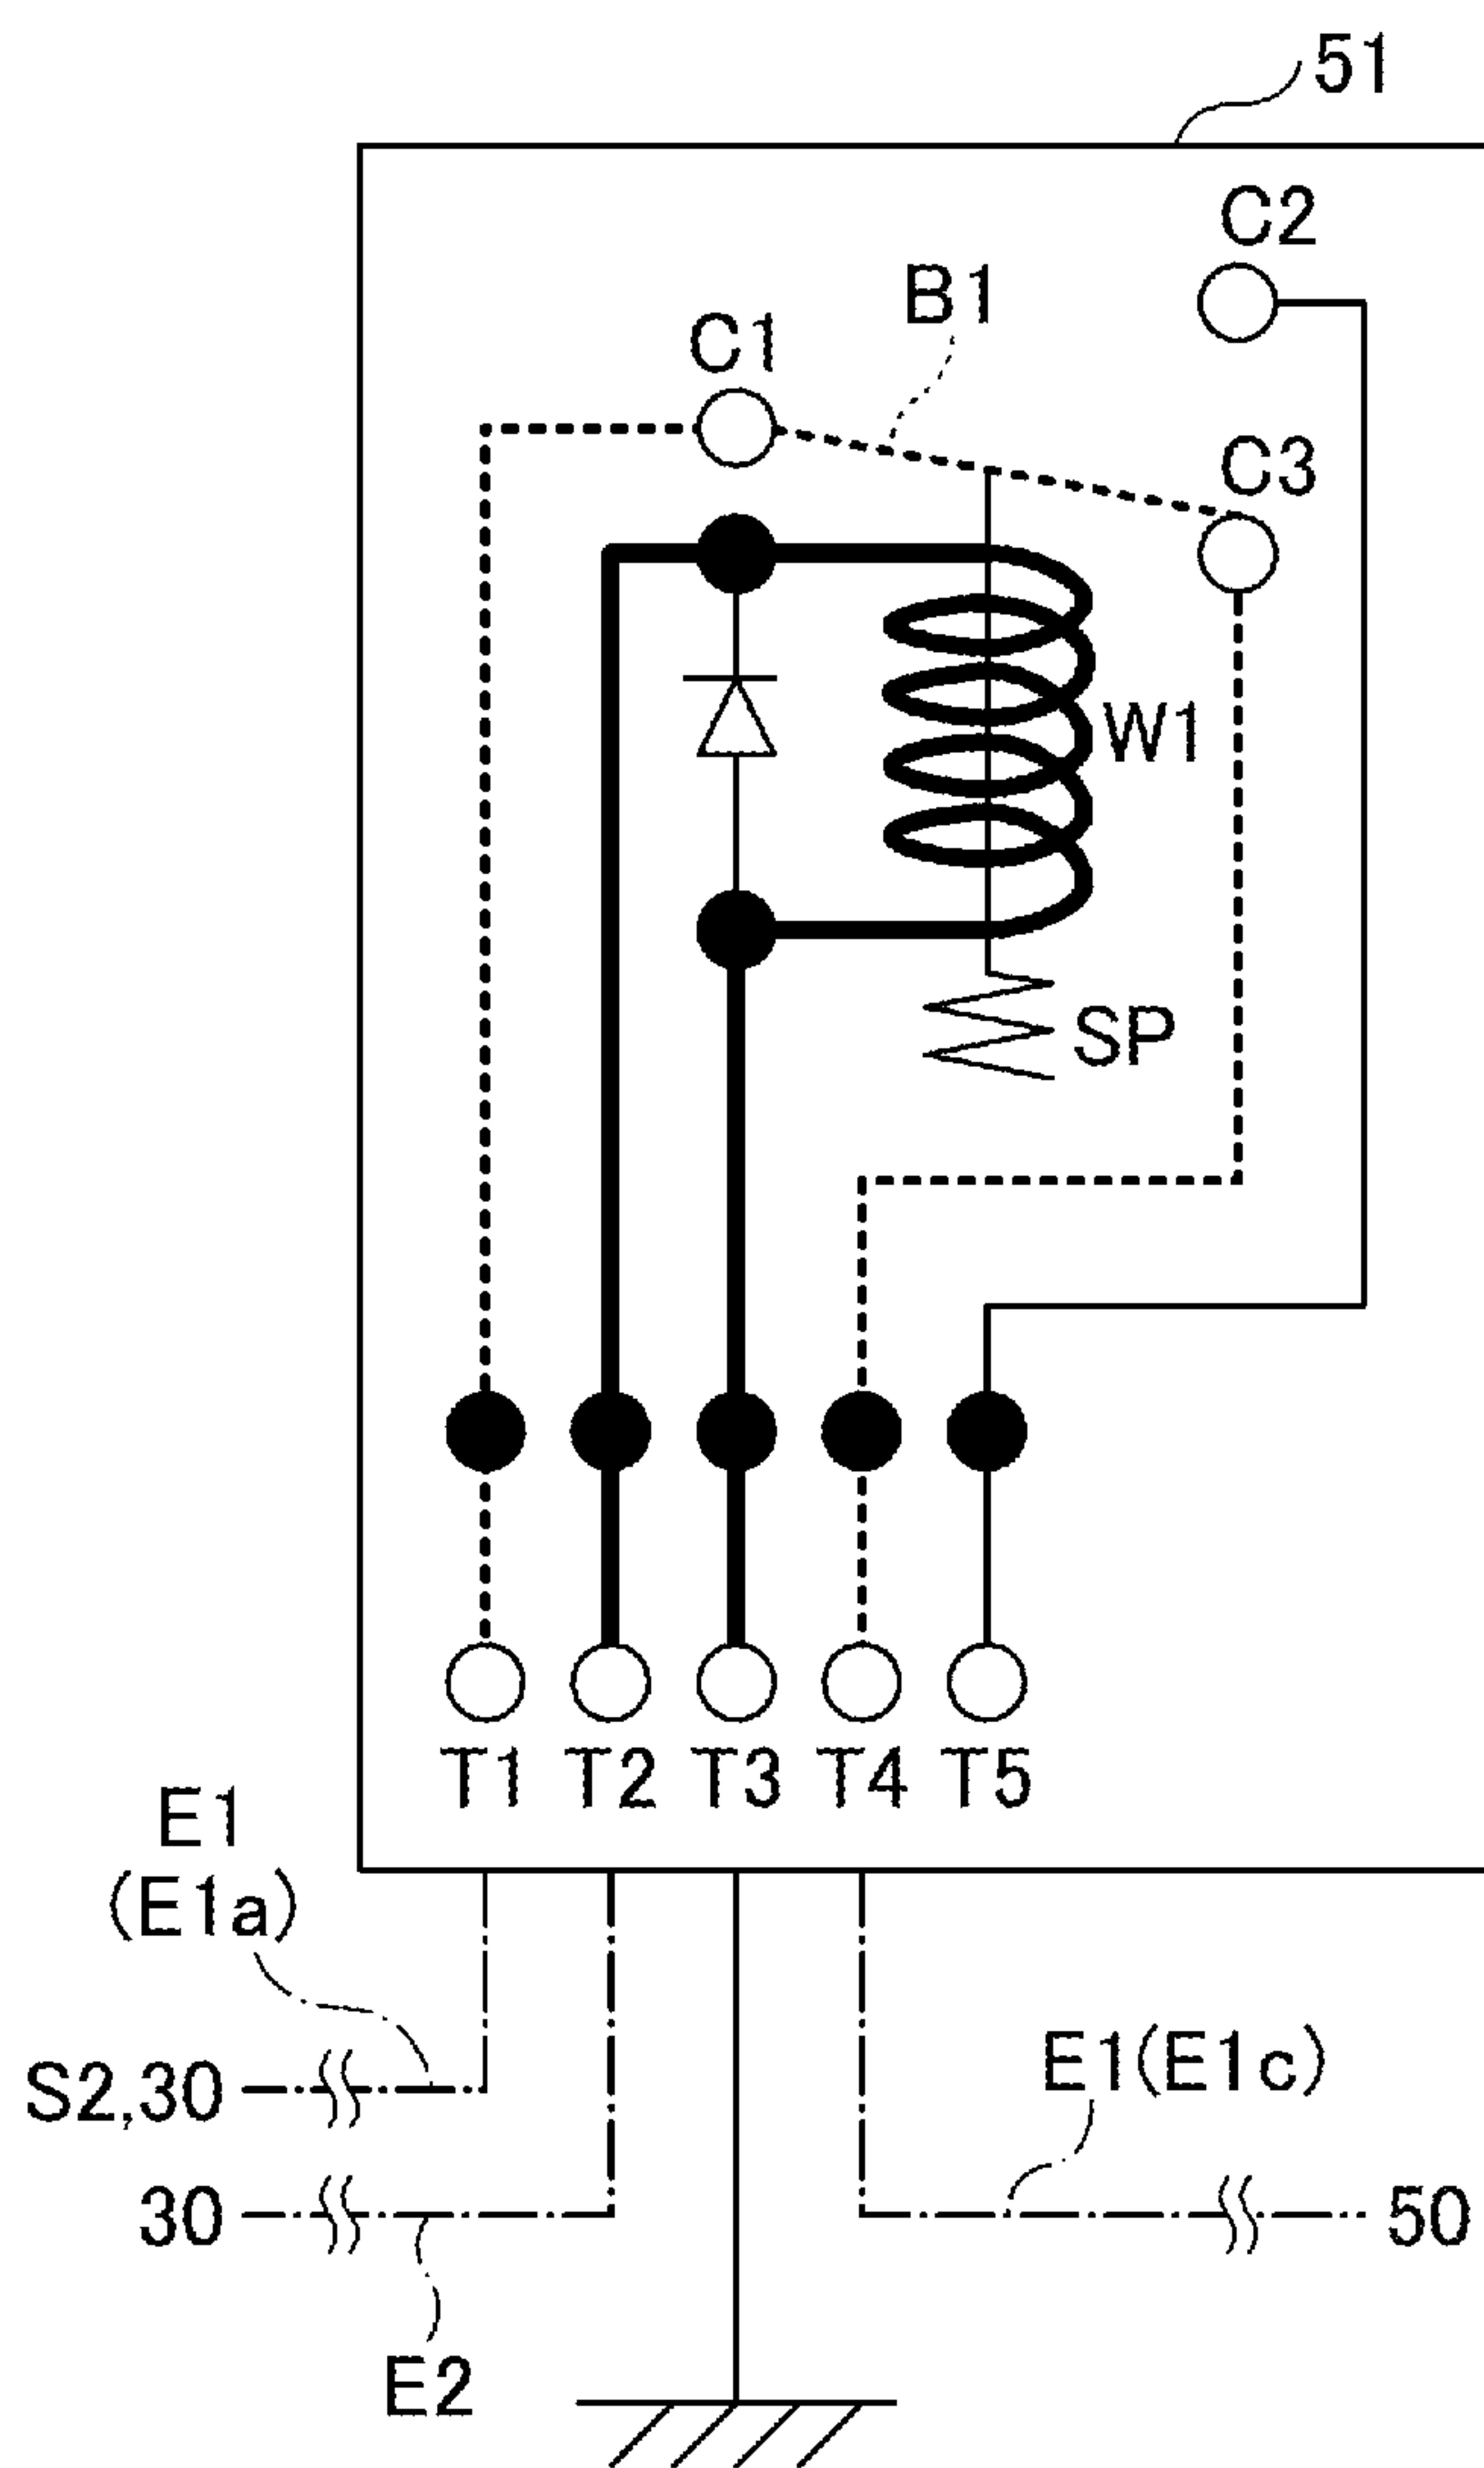 51
C2
B1
C1
C3
W1
SP
T1 T2 T3 T4 T5
E1
(E1a)
S2,30
E1(E1c)
30
50
E2